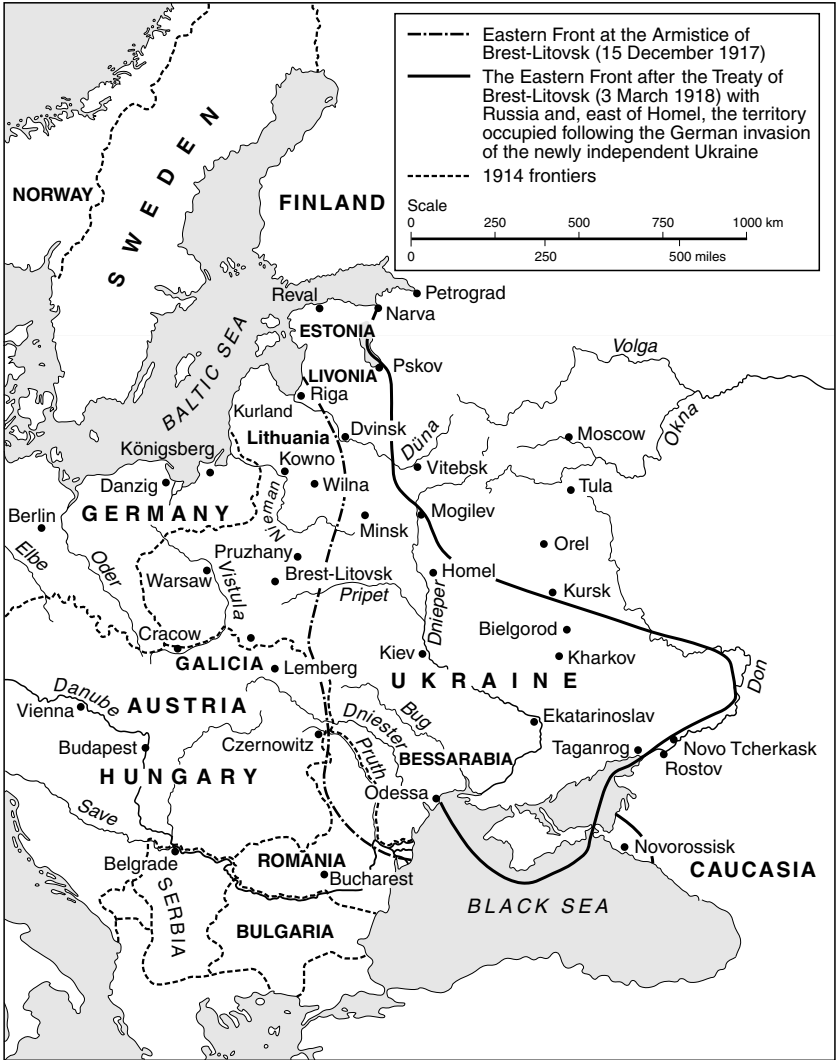 Eastern Front at the Armistice of
Brest-Litovsk (15 December 1917)
The Eastern Front after the Treaty of
Brest-Litovsk (3 March 1918) with
Russia and, east of Homel, the territory
occupied following the German invasion
of the newly independent Ukraine
1914 frontiers
Scale
0 250 500 750 1000 km
0 250 500 miles
NORWAY
SWEDEN
FINLAND
Petrograd
Reval
Narva
ESTONIA
BALTIC SEA
Volga
Pskov
LIVONIA
Riga
Kurland
Okna
Dvinsk
Düna
Moscow
Lithuania
Königsberg
Kowno
Vitebsk
Danzig
Wilna
Tula
Nieman
GERMANY
Mogilev
Berlin
Minsk
Orel
Elbe
Oder
Pruzhany
Warsaw
Vistula
Brest-Litovsk
Homel
Pripet
Kursk
Dnieper
Cracow
Bielgorod
GALICIA
Lemberg
Kiev
Kharkov
UKRAINE
Don
Danube
Vienna
AUSTRIA
Dniester
Bug
Ekatarinoslav
Czernowitz
Budapest
Pruth
BESSARABIA
Taganrog
Novo Tcherkask
Rostov
HUNGARY
Odessa
Save
Belgrade
ROMANIA
Novorossisk
Bucharest
CAUCASIA
SERBIA
BLACK SEA
BULGARIA